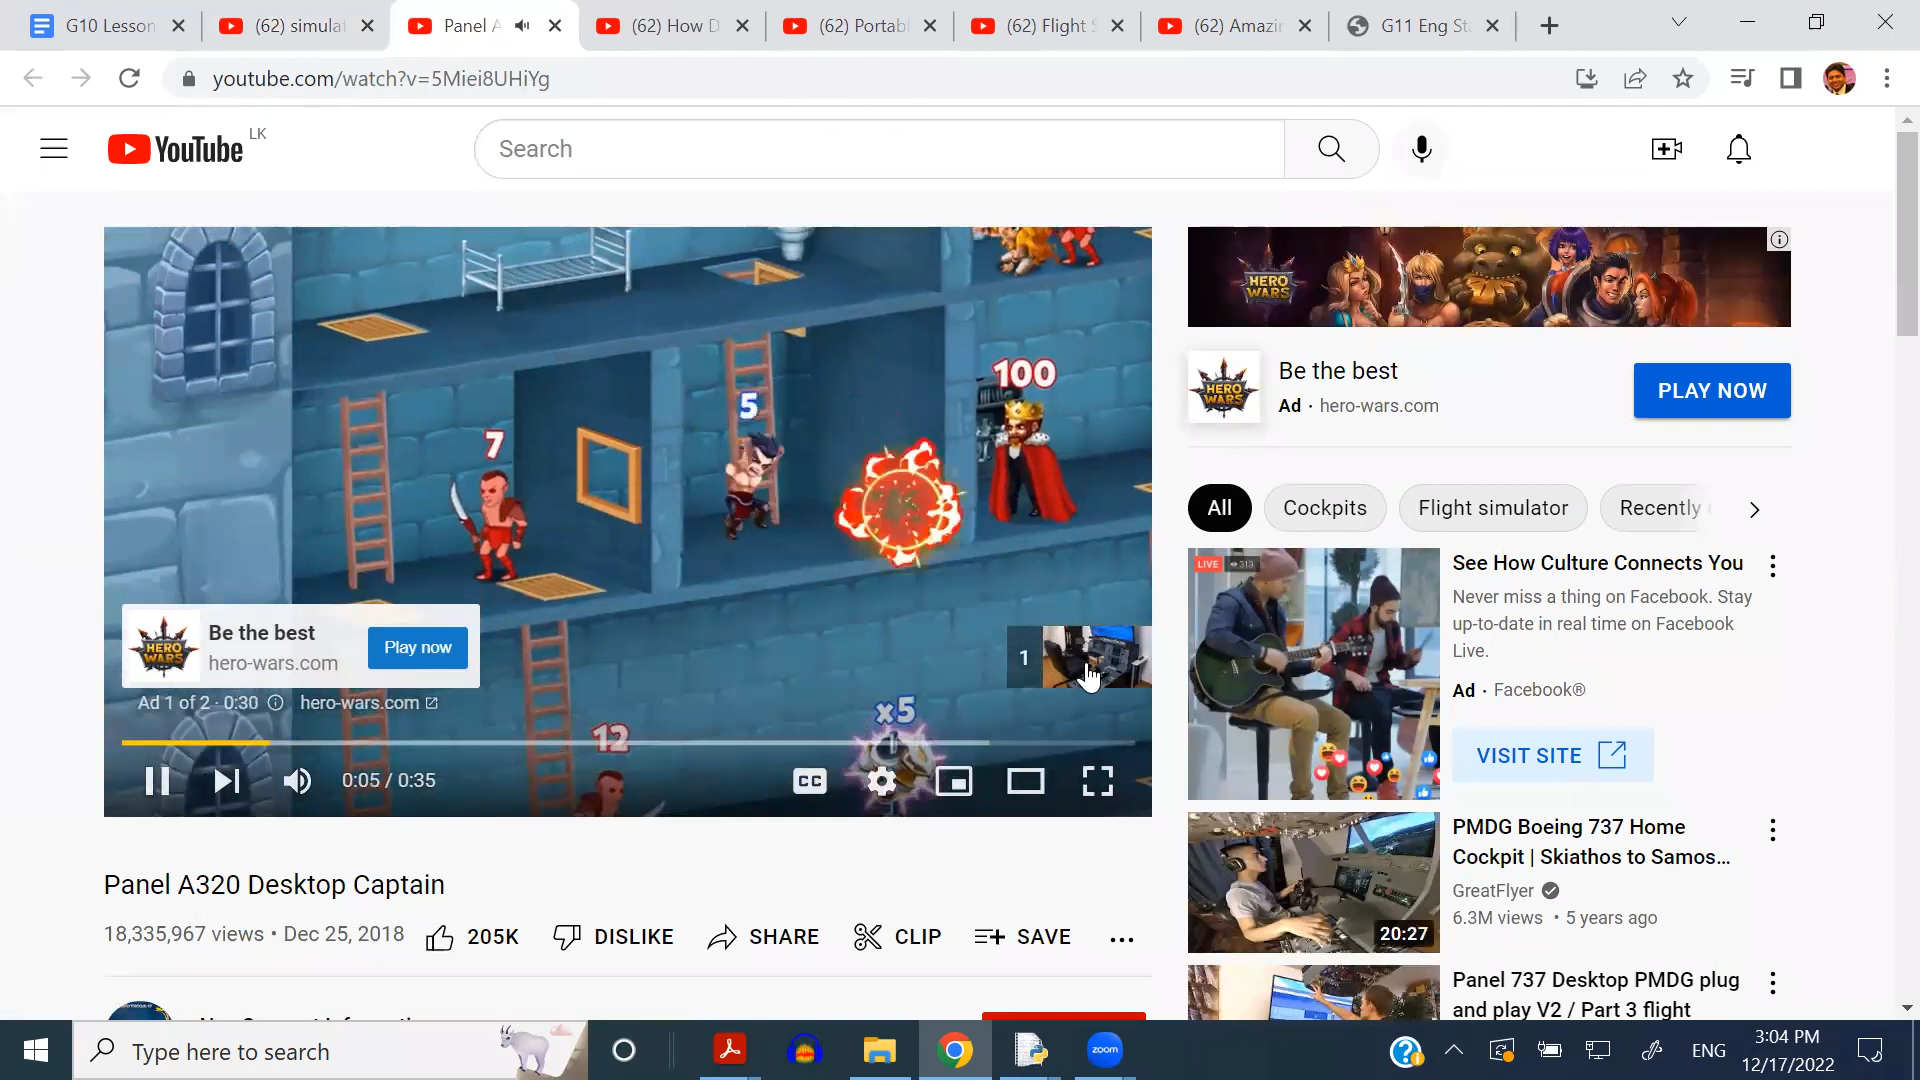 G10 Lesson
(62) simula
Panel A
(62) How D
(62) Portab
(62) Flight S
(62) Amazin
G11 Eng St
youtube.com/watch?v=5Miei8UHiYg
YouTube LK
Search
HERO WARS
Be the best
Ad · hero-wars.com
PLAY NOW
100
5
7
All
Cockpits
Flight simulator
Recently
LIVE 313
See How Culture Connects You
Never miss a thing on Facebook. Stay
up-to-date in real time on Facebook
Live.
Ad · Facebook®
VISIT SITE
HERO WARS
Be the best
hero-wars.com
Play now
1
Ad 1 of 2 · 0:30 hero-wars.com
x5
12
0:05 / 0:35
CC
Panel A320 Desktop Captain
18,335,967 views • Dec 25, 2018
205K
DISLIKE
SHARE
CLIP
SAVE
PMDG Boeing 737 Home
Cockpit | Skiathos to Samos...
GreatFlyer
6.3M views • 5 years ago
20:27
Panel 737 Desktop PMDG plug
and play V2 / Part 3 flight
Type here to search
zoom
ENG
3:04 PM
12/17/2022